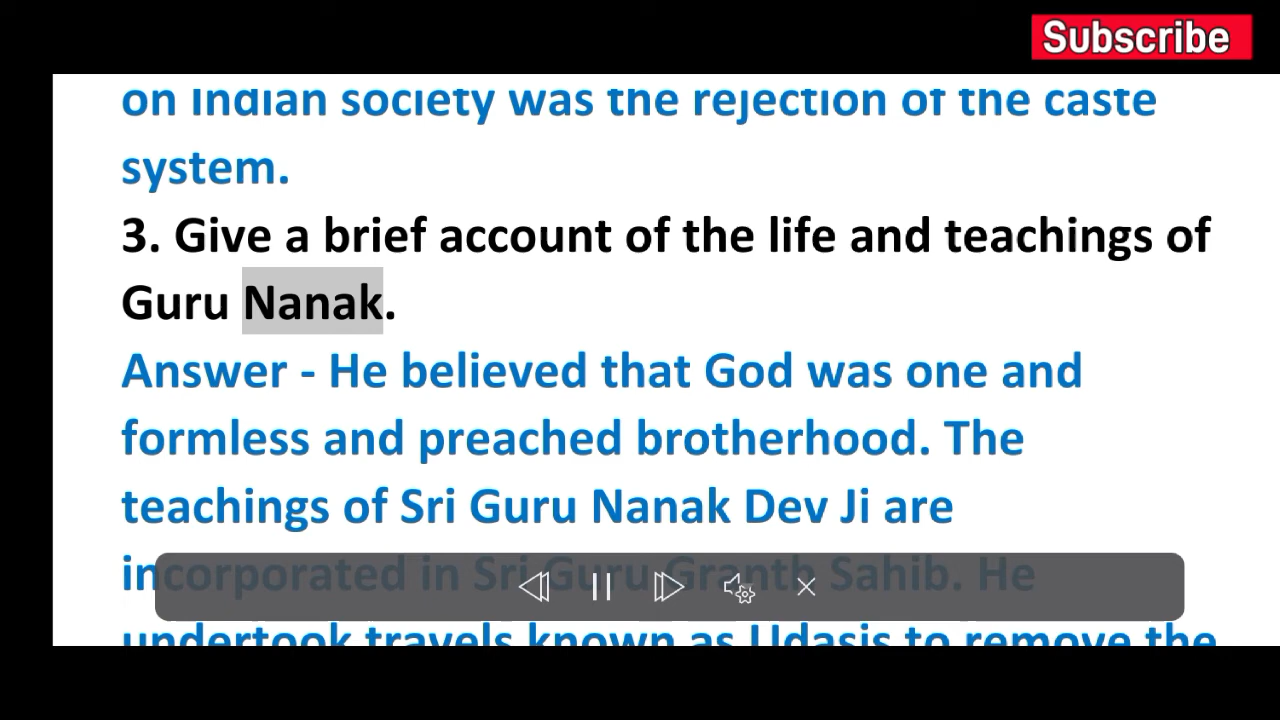 Subscribe
on Indian society was the rejection of the caste
system.
3. Give a brief account of the life and teachings of
Guru Nanak.
Answer - He believed that God was one and
formless and preached brotherhood. The
teachings of Sri Guru Nanak Dev Ji are
incorporated in Sri Guru Granth Sahib. He
undertook travels known as Udasis to remove the